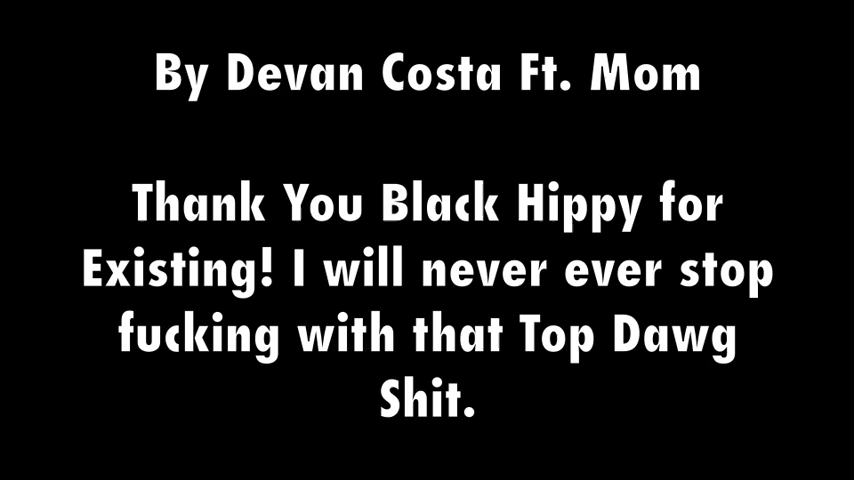 By Devan Costa Ft. Mom
Thank You Black Hippy for
Existing! I will never ever stop
fucking with that Top Dawg
Shit.